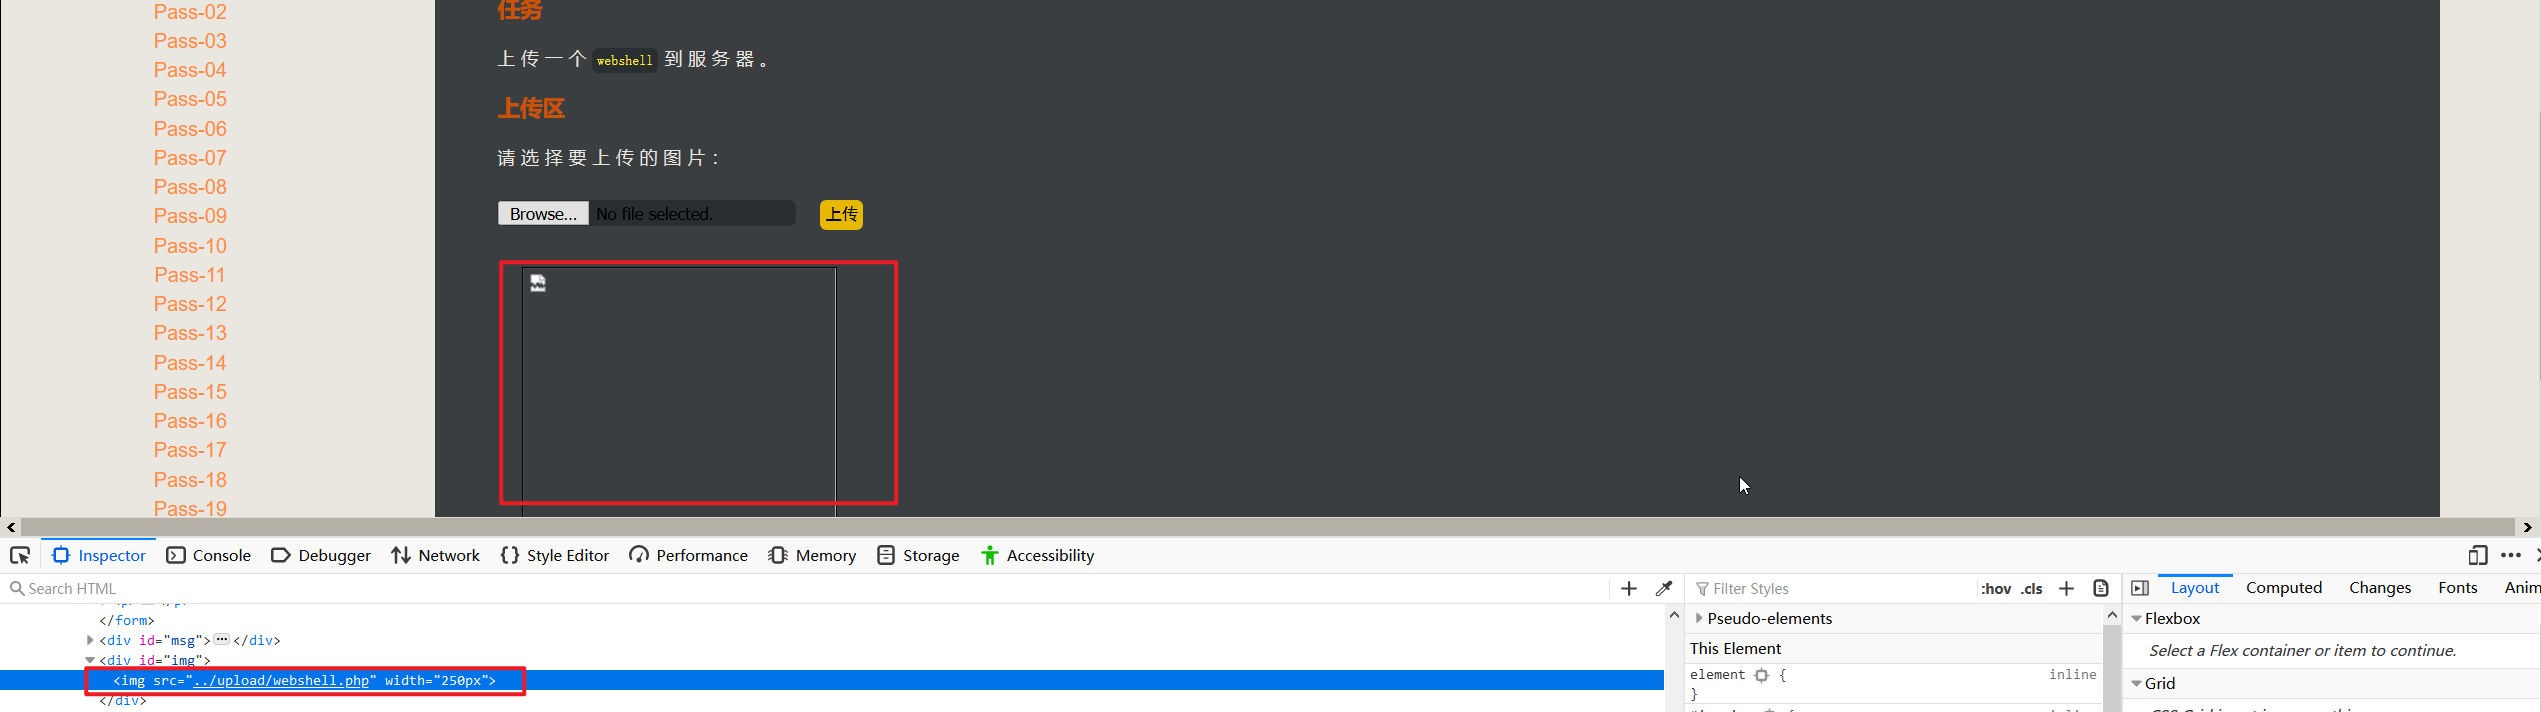 Pass-02
Pass-03
Pass-04
Pass-05
Pass-06
Pass-07
Pass-08
Pass-09
Pass-10
Pass-11
Pass-12
Pass-13
Pass-14
Pass-15
Pass-16
Pass-17
Pass-18
Pass-19
任务
上传一个 webshell 到服务器。
上传区
请选择要上传的图片：
Browse... No file selected. 上传
Inspector Console Debugger Network Style Editor Performance Memory Storage Accessibility
Search HTML
</form>
<div id="msg"> ••• </div>
<div id="img">
<img src="../upload/webshell.php" width="250px">
</div>
Filter Styles :hov .cls
Pseudo-elements
This Element
element { inline
}
Layout Computed Changes Fonts Anim
Flexbox
Select a Flex container or item to continue.
Grid